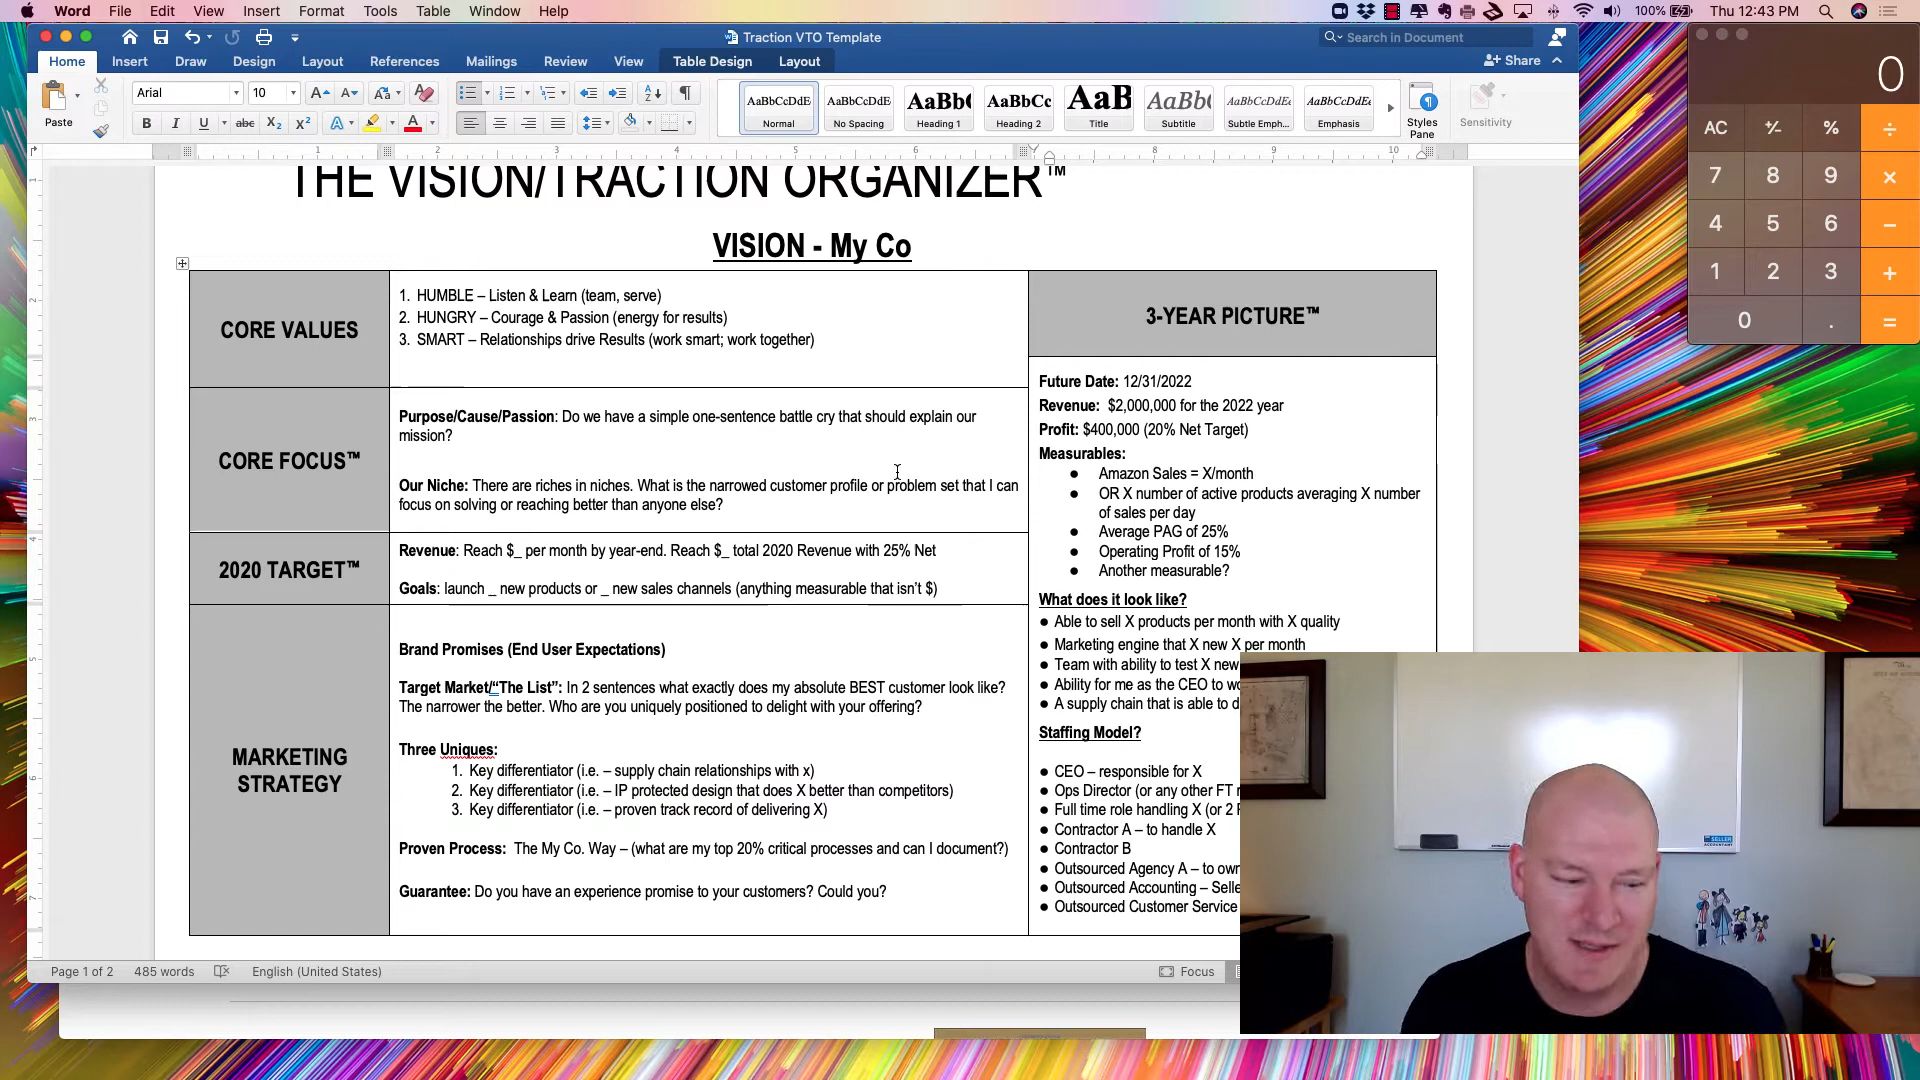 Word File Edit View Insert Format Tools Table Window Help
100% Thu 12:43 PM
Traction VTO Template
Search in Document
Home Insert Draw Design Layout References Mailings Review View Table Design Layout
Share
Paste
Arial 10
AaBbCcDdE
Normal
AaBbCcDdE
No Spacing
AaBb(
Heading 1
AaBbCc
Heading 2
AaB
Title
AaBbCc
Subtitle
AaBbCcDdE
Subtle Emph...
AaBbCcDdE
Emphasis
Styles
Pane
Sensitivity
1 2 3 4 5 6 8 9 10
THE VISION/TRACTION ORGANIZER™
VISION - My Co
CORE VALUES
1. HUMBLE – Listen & Learn (team, serve)
2. HUNGRY – Courage & Passion (energy for results)
3. SMART – Relationships drive Results (work smart; work together)
CORE FOCUS™
Purpose/Cause/Passion: Do we have a simple one-sentence battle cry that should explain our
mission?
Our Niche: There are riches in niches. What is the narrowed customer profile or problem set that I can
focus on solving or reaching better than anyone else?
2020 TARGET™
Revenue: Reach $_ per month by year-end. Reach $_ total 2020 Revenue with 25% Net
Goals: launch _ new products or _ new sales channels (anything measurable that isn't $)
MARKETING
STRATEGY
Brand Promises (End User Expectations)
Target Market/“The List”: In 2 sentences what exactly does my absolute BEST customer look like?
The narrower the better. Who are you uniquely positioned to delight with your offering?
Three Uniques:
1. Key differentiator (i.e. – supply chain relationships with x)
2. Key differentiator (i.e. – IP protected design that does X better than competitors)
3. Key differentiator (i.e. – proven track record of delivering X)
Proven Process: The My Co. Way – (what are my top 20% critical processes and can I document?)
Guarantee: Do you have an experience promise to your customers? Could you?
3-YEAR PICTURE™
Future Date: 12/31/2022
Revenue: $2,000,000 for the 2022 year
Profit: $400,000 (20% Net Target)
Measurables:
● Amazon Sales = X/month
● OR X number of active products averaging X number
of sales per day
● Average PAG of 25%
● Operating Profit of 15%
● Another measurable?
What does it look like?
● Able to sell X products per month with X quality
● Marketing engine that X new X per month
● Team with ability to test X new
● Ability for me as the CEO to
● A supply chain that is able to
Staffing Model?
● CEO – responsible for X
● Ops Director (or any other FT
● Full time role handling X (or 2
● Contractor A – to handle X
● Contractor B
● Outsourced Agency A – to
● Outsourced Accounting –
● Outsourced Customer Service
Page 1 of 2 485 words English (United States) Focus
0
AC +/- % ÷
7 8 9 ×
4 5 6 −
1 2 3 +
0 . =
SELLER
ACCOUNTANT